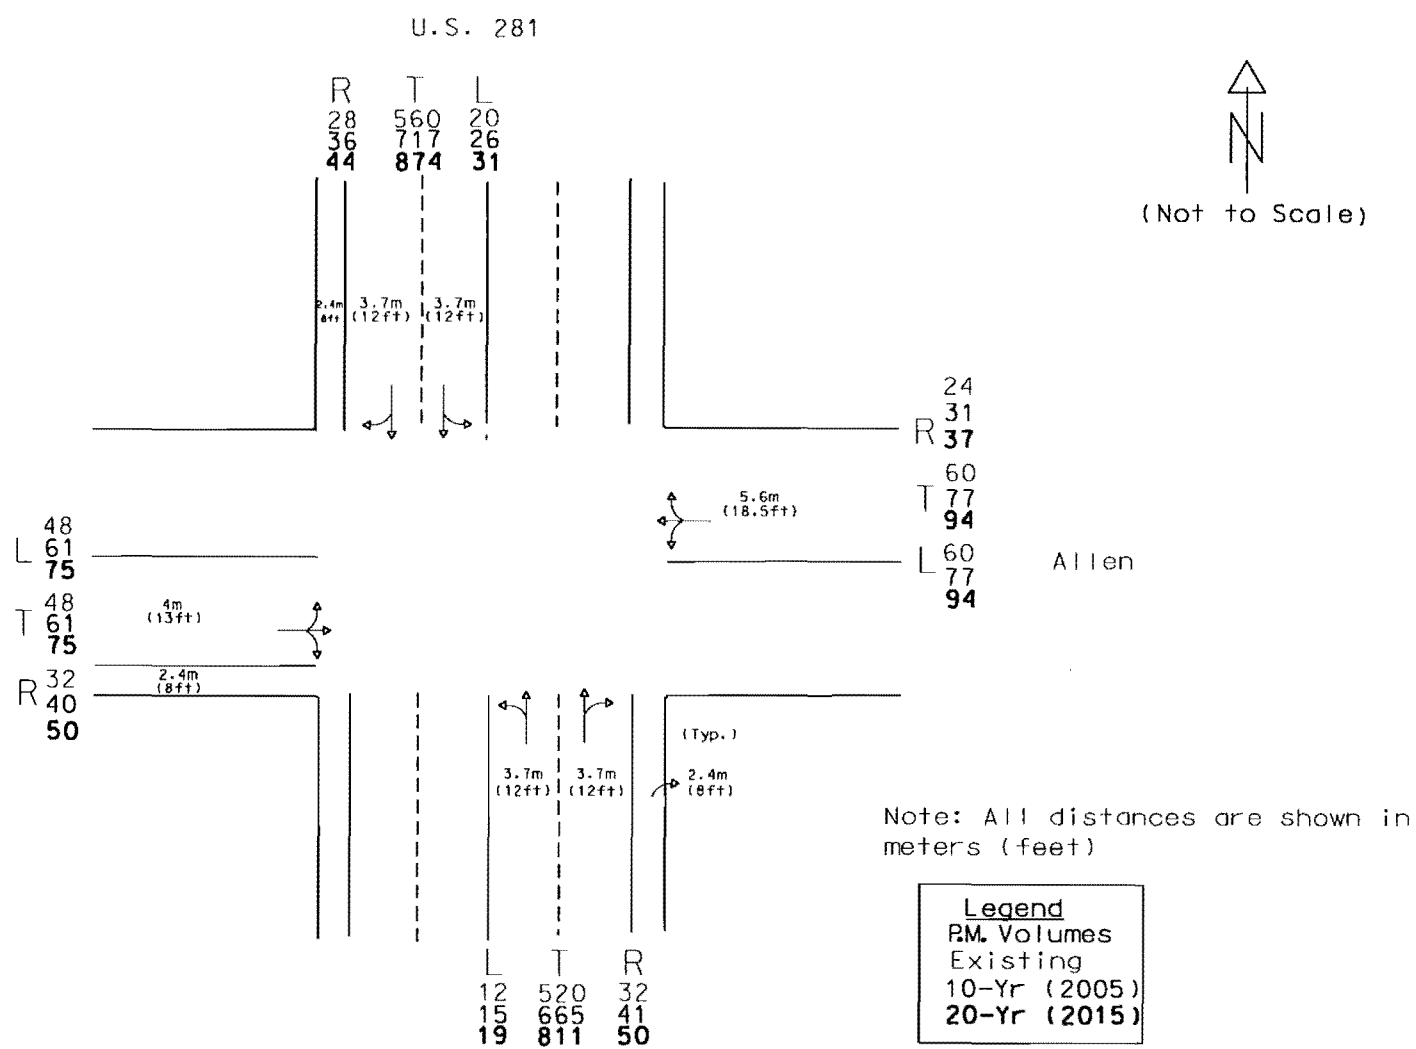 U.S. 281
R T L
28 560 20
36 717 26
44 874 31
N
(Not to Scale)
2.4m 3.7m 3.7m
8ft (12ft) (12ft)
24
31
R 37
60
T 77
94
5.6m
(18.5ft)
L 60
77
94
Allen
48
L 61
75
48
T 61
75
4m
(13ft)
R 32
40
50
2.4m
(8ft)
(Typ.)
3.7m 3.7m 2.4m
(12ft) (12ft) (8ft)
Note: All distances are shown in
meters (feet)
Legend
P.M. Volumes
Existing
10-Yr (2005)
20-Yr (2015)
L T R
12 520 32
15 665 41
19 811 50